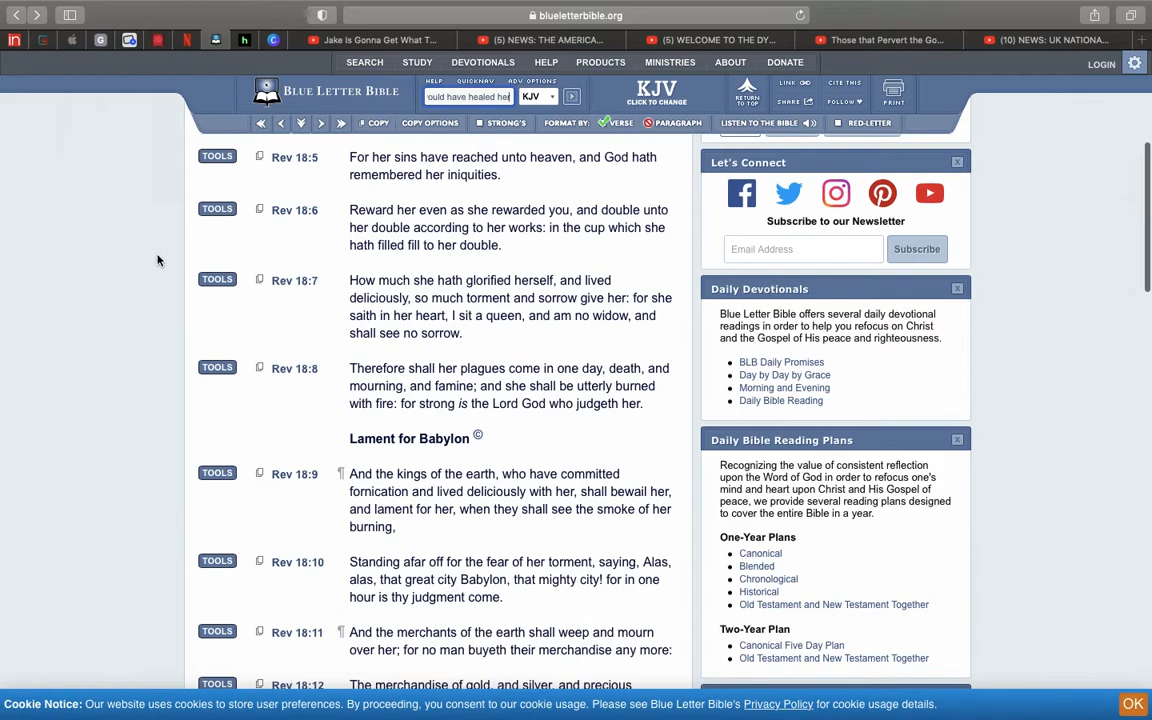 blueletterbible.org
Jake Is Gonna Get What T...
(5) NEWS: THE AMERICA...
(5) WELCOME TO THE DY...
Those that Pervert the Go...
(10) NEWS: UK NATIONA...
SEARCH STUDY DEVOTIONALS HELP PRODUCTS MINISTRIES ABOUT DONATE
LOGIN
BLUE LETTER BIBLE
HELP QUICKNAV ADV. OPTIONS
ould have healed her KJV
KJV
CLICK TO CHANGE
RETURN
TO TOP
LINK CITE THIS
SHARE FOLLOW
PRINT
COPY COPY OPTIONS STRONG'S FORMAT BY: VERSE PARAGRAPH LISTEN TO THE BIBLE RED-LETTER
TOOLS Rev 18:5 For her sins have reached unto heaven, and God hath
remembered her iniquities.
TOOLS Rev 18:6 Reward her even as she rewarded you, and double unto
her double according to her works: in the cup which she
hath filled fill to her double.
TOOLS Rev 18:7 How much she hath glorified herself, and lived
deliciously, so much torment and sorrow give her: for she
saith in her heart, I sit a queen, and am no widow, and
shall see no sorrow.
TOOLS Rev 18:8 Therefore shall her plagues come in one day, death, and
mourning, and famine; and she shall be utterly burned
with fire: for strong is the Lord God who judgeth her.
Lament for Babylon ©
TOOLS Rev 18:9 ¶ And the kings of the earth, who have committed
fornication and lived deliciously with her, shall bewail her,
and lament for her, when they shall see the smoke of her
burning,
TOOLS Rev 18:10 Standing afar off for the fear of her torment, saying, Alas,
alas, that great city Babylon, that mighty city! for in one
hour is thy judgment come.
TOOLS Rev 18:11 ¶ And the merchants of the earth shall weep and mourn
over her; for no man buyeth their merchandise any more:
TOOLS Rev 18:12 The merchandise of gold, and silver, and precious
Let's Connect
Subscribe to our Newsletter
Email Address Subscribe
Daily Devotionals
Blue Letter Bible offers several daily devotional
readings in order to help you refocus on Christ
and the Gospel of His peace and righteousness.
BLB Daily Promises
Day by Day by Grace
Morning and Evening
Daily Bible Reading
Daily Bible Reading Plans
Recognizing the value of consistent reflection
upon the Word of God in order to refocus one's
mind and heart upon Christ and His Gospel of
peace, we provide several reading plans designed
to cover the entire Bible in a year.
One-Year Plans
Canonical
Blended
Chronological
Historical
Old Testament and New Testament Together
Two-Year Plan
Canonical Five Day Plan
Old Testament and New Testament Together
Cookie Notice: Our website uses cookies to store user preferences. By proceeding, you consent to our cookie usage. Please see Blue Letter Bible's Privacy Policy for cookie usage details.
OK